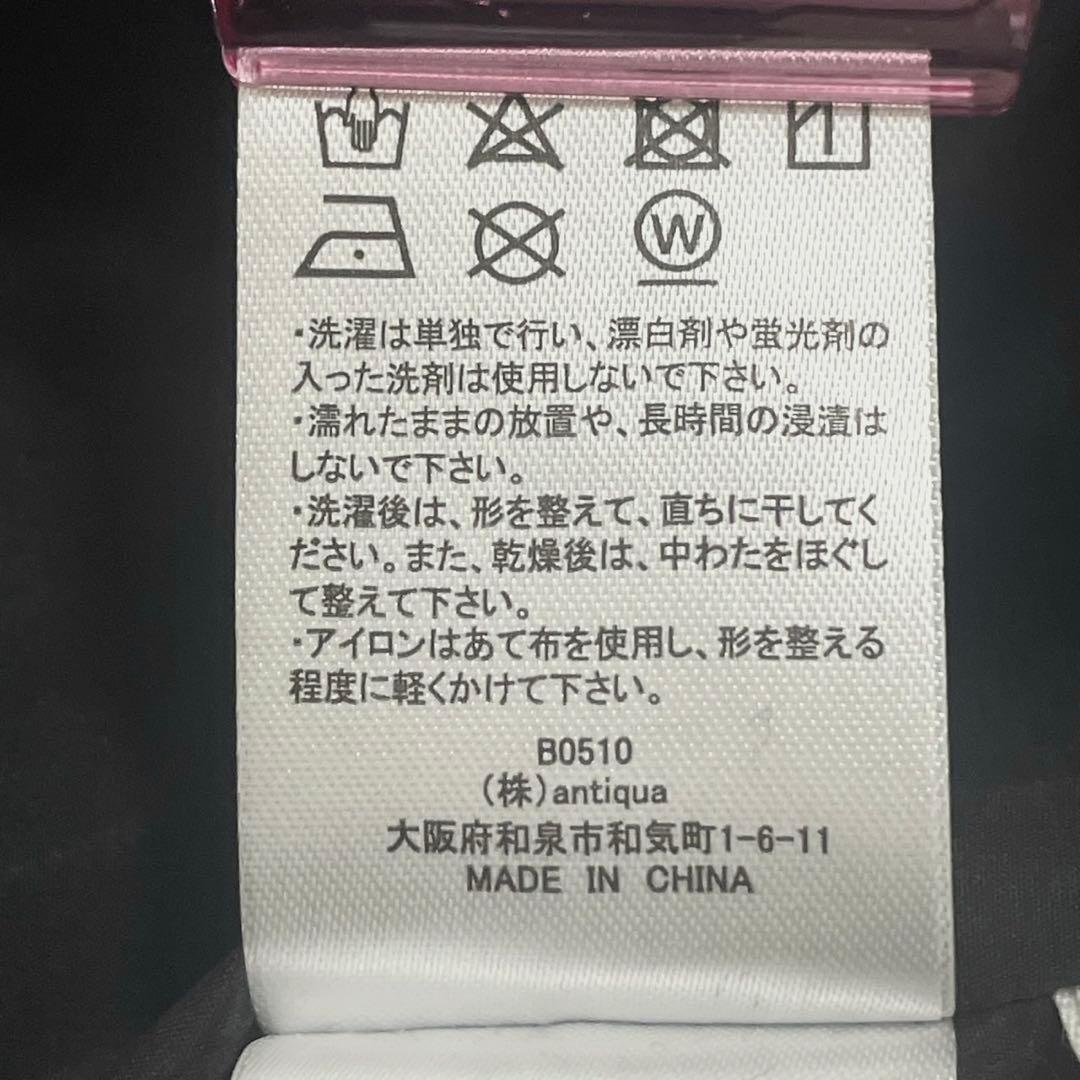 W
・洗濯は単独で行い、漂白剤や蛍光剤の
入った洗剤は使用しないで下さい。
・濡れたままの放置や、長時間の浸漬は
しないで下さい。
・洗濯後は、形を整えて、直ちに干してく
ださい。また、乾燥後は、中わたをほぐし
て整えて下さい。
・アイロンはあて布を使用し、形を整える
程度に軽くかけて下さい。
B0510
(株)antiqua
大阪府和泉市和気町1-6-11
MADE IN CHINA